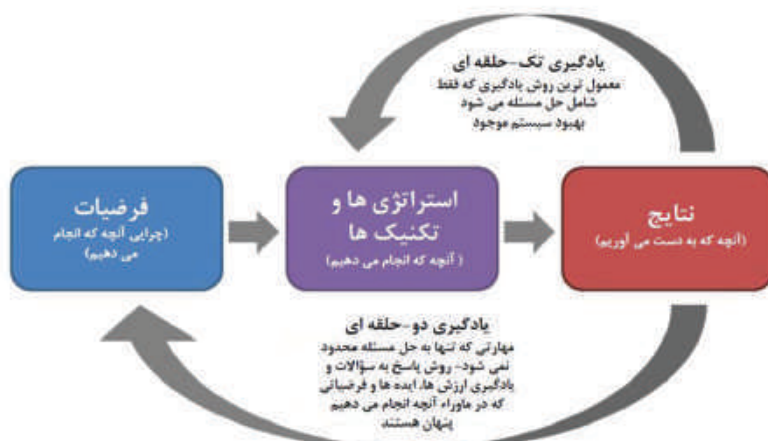 یادگیری تک-حلقه ای
معمول ترین روش یادگیری که فقط
شامل حل مسئله می شود
بهبود سیستم موجود
فرضیات
(چرایی آنچه که انجام
می دهیم)
استراتژی ها و
تکنیک ها
( آنچه که انجام می دهیم)
نتایج
(آنچه که به دست می آوریم)
یادگیری دو-حلقه ای
مهارتی که تنها به حل مسئله محدود
نمی شود- روش پاسخ به سؤالات و
یادگیری ارزش ها، ایده ها و فرضیاتی
که در ماوراء آنچه انجام می دهیم
پنهان هستند